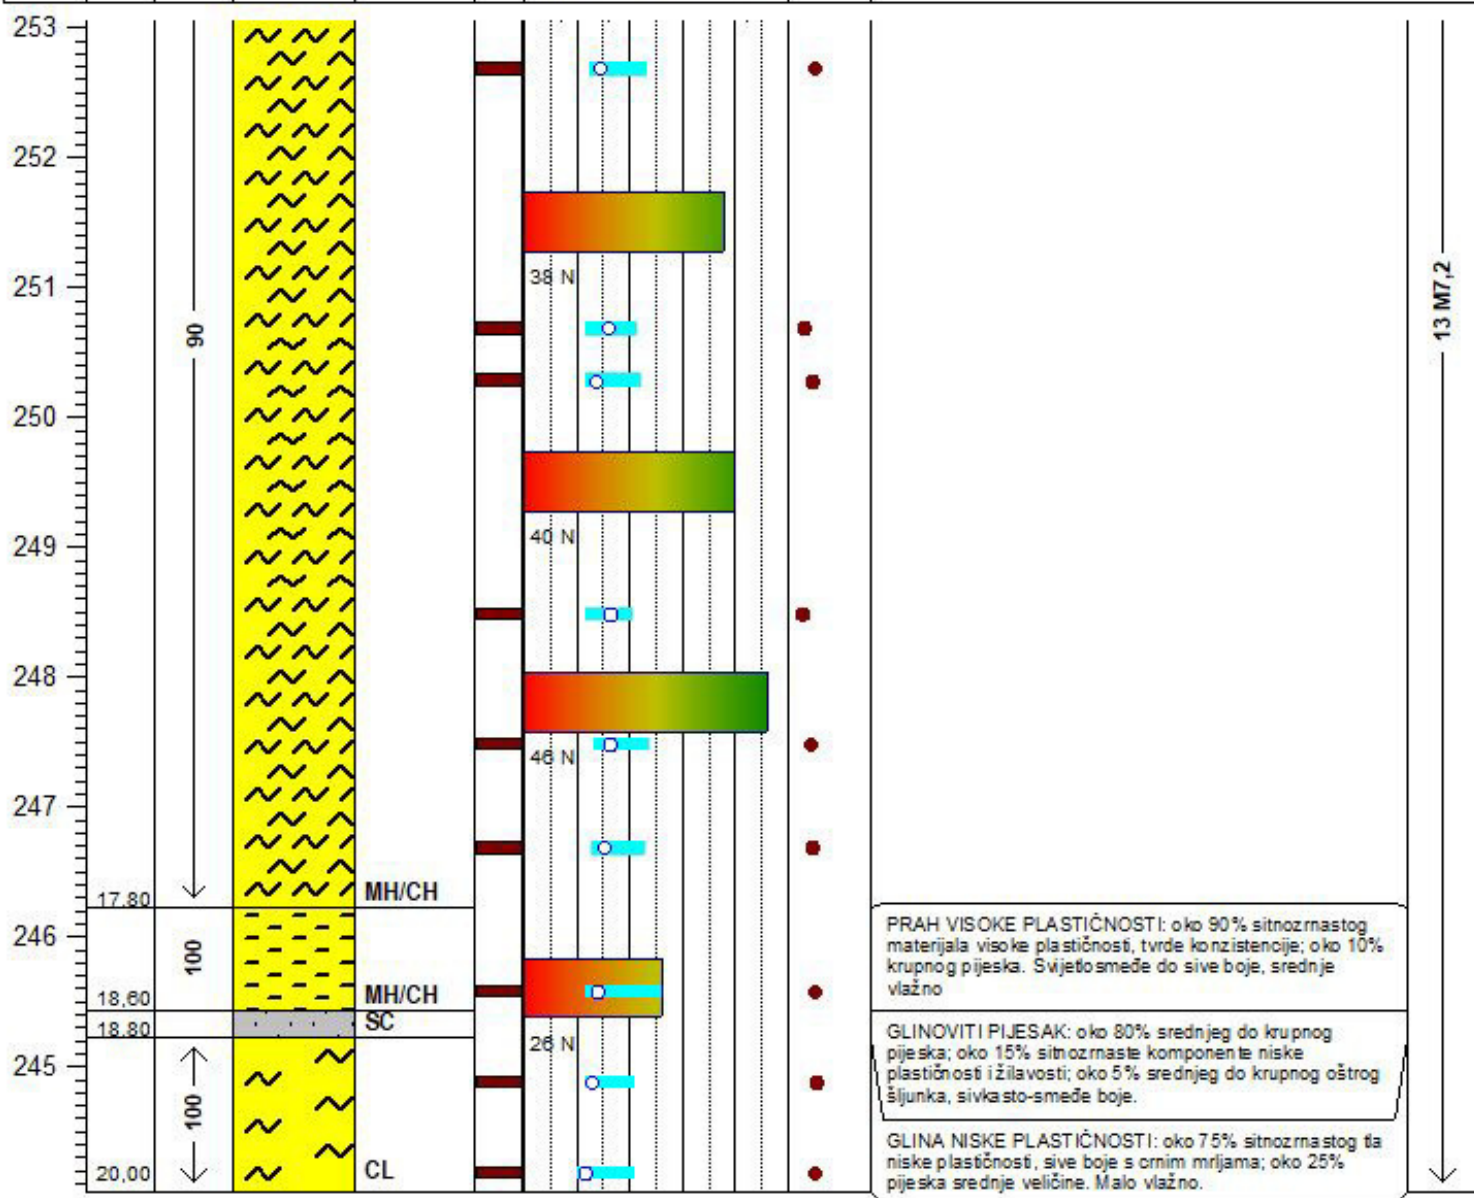 253
252
251
250
249
248
247
246
245
90
100
100
17.80
18.60
18.80
20.00
MH/CH
MH/CH
SC
CL
38 N
40 N
46 N
26 N
PRAH VISOKE PLASTIČNOSTI: oko 90% sitnozrnastog
materijala visoke plastičnosti, tvrde konzistencije; oko 10%
krupnog pijeska. Svijetlosmeđe do sive boje, srednje
vlažno
GLINOVITI PIJESAK: oko 80% srednjeg do krupnog
pijeska; oko 15% sitnozrnaste komponente niske
plastičnosti i žilavosti; oko 5% srednjeg do krupnog oštrog
šljunka, sivkasto-smeđe boje.
GLINA NISKE PLASTIČNOSTI: oko 75% sitnozrnastog tla
niske plastičnosti, sive boje s crnim mrljama; oko 25%
pijeska srednje veličine. Malo vlažno.
13 M7,2